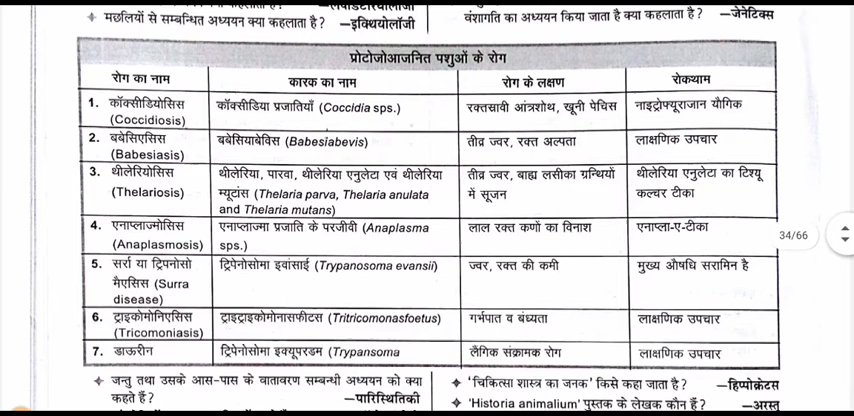 ✦ मछलियों से सम्बन्धित अध्ययन क्या कहलाता है? —इक्थियोलॉजी
वंशागति का अध्ययन किया जाता है क्या कहलाता है? —जेनेटिक्स
प्रोटोजोआजनित पशुओं के रोग
रोग का नाम कारक का नाम रोग के लक्षण रोकथाम
1. कॉक्सीडियोसिस कॉक्सीडिया प्रजातियाँ (Coccidia sps.) रक्तस्रावी आंत्रशोथ, खूनी पेचिस नाइट्रोफ्यूराजान यौगिक
(Coccidiosis)
2. बबेसिएसिस बबेसियाबेविस (Babesiabevis) तीव्र ज्वर, रक्त अल्पता लाक्षणिक उपचार
(Babesiasis)
3. थीलेरियोसिस थीलेरिया, पारवा, थीलेरिया एनुलेटा एवं थीलेरिया तीव्र ज्वर, बाह्य लसीका ग्रन्थियों थीलेरिया एनुलेटा का टिश्यू
(Thelariosis) म्यूटांस (Thelaria parva, Thelaria anulata में सूजन कल्चर टीका
and Thelaria mutans)
4. एनाप्लाज्मोसिस एनाप्लाज्मा प्रजाति के परजीवी (Anaplasma लाल रक्त कणों का विनाश एनाप्ला-ए-टीका
(Anaplasmosis) sps.)
34/66
5. सर्रा या ट्रिपनोसो ट्रिपेनोसोमा इवांसाई (Trypanosoma evansii) ज्वर, रक्त की कमी मुख्य औषधि सरामिन है
मैएसिस (Surra
disease)
6. ट्राइकोमोनिएसिस ट्राइट्राइकोमोनासफीटस (Tritricomonasfoetus) गर्भपात व बंध्यता लाक्षणिक उपचार
(Tricomoniasis)
7. डाऊरीन ट्रिपेनोसोमा इक्यूपरडम (Trypansoma लैंगिक संक्रामक रोग लाक्षणिक उपचार
✦ जन्तु तथा उसके आस-पास के वातावरण सम्बन्धी अध्ययन को क्या
कहते हैं? —पारिस्थितिकी
✦ 'चिकित्सा शास्त्र का जनक' किसे कहा जाता है? —हिप्पोक्रेटस
✦ 'Historia animalium' पुस्तक के लेखक कौन हैं? —अरस्तू